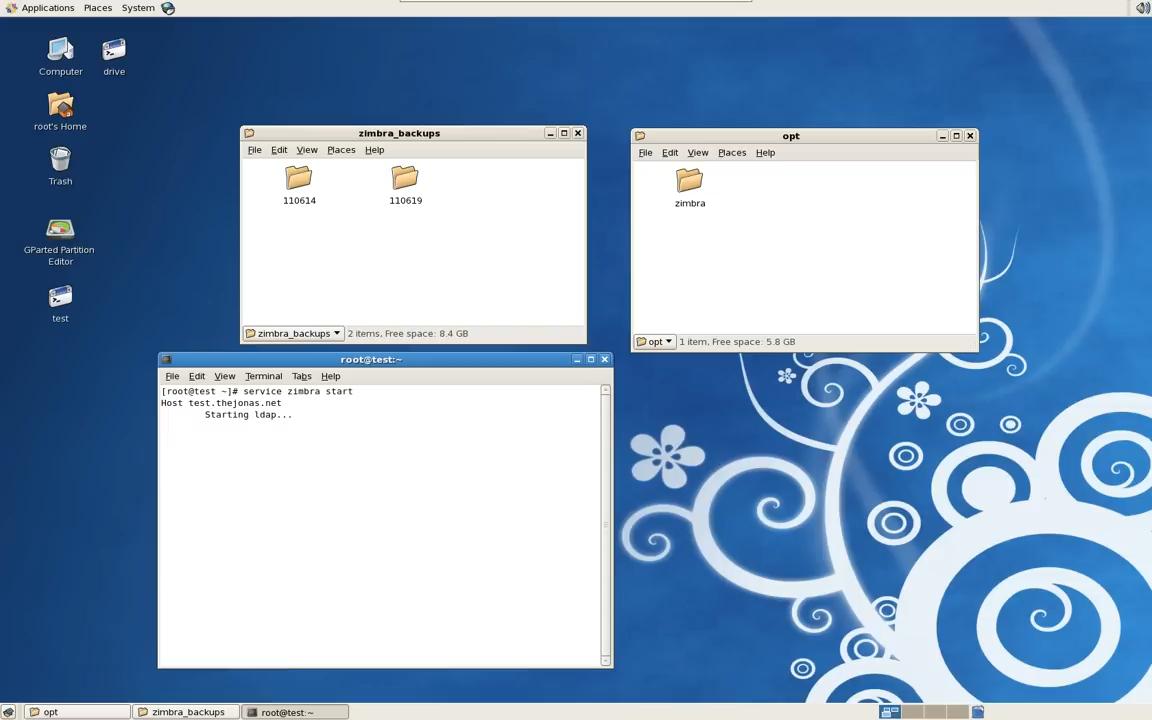 Applications Places System
Computer
drive
root's Home
Trash
GParted Partition
Editor
test
zimbra_backups
File Edit View Places Help
110614
110619
zimbra_backups 2 items, Free space: 8.4 GB
opt
File Edit View Places Help
zimbra
opt 1 item, Free space: 5.8 GB
root@test:~
File Edit View Terminal Tabs Help
[root@test ~]# service zimbra start
Host test.thejonas.net
Starting ldap...
opt
zimbra_backups
root@test:~